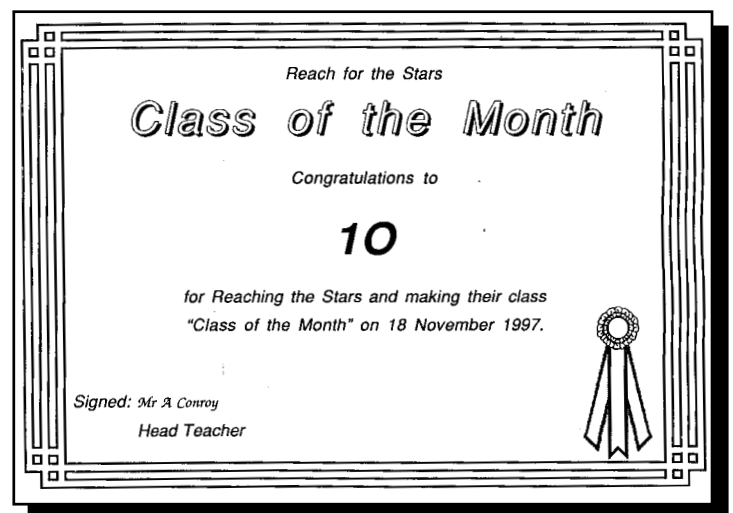 Reach for the Stars
Class of the Month
Congratulations to
1O
for Reaching the Stars and making their class
“Class of the Month” on 18 November 1997.
Signed: Mr A Conroy
Head Teacher